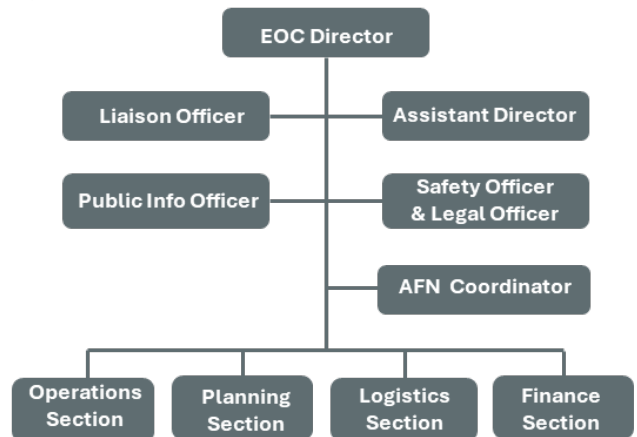 EOC Director
Liaison Officer
Assistant Director
Public Info Officer
Safety Officer
& Legal Officer
AFN Coordinator
Operations
Section
Planning
Section
Logistics
Section
Finance
Section